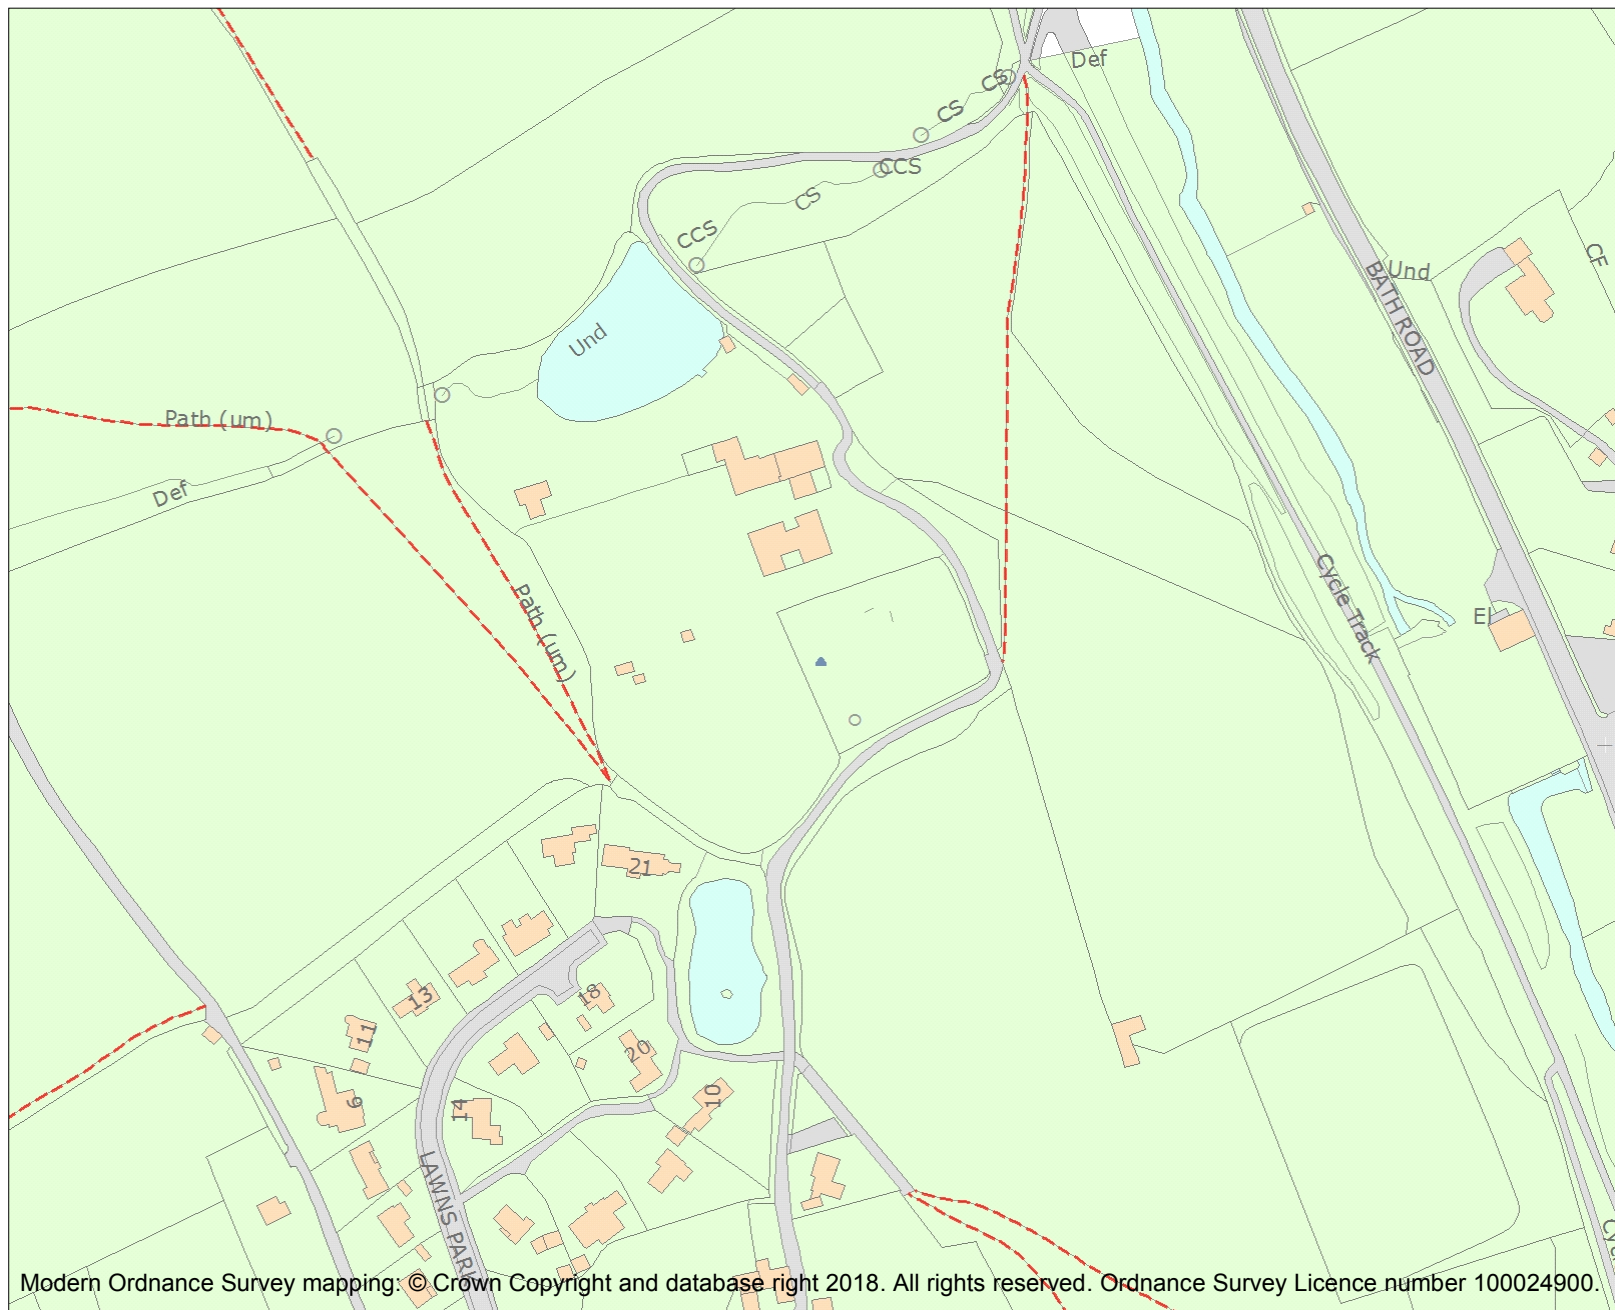 Def
CS
CS
CCS
CS
CCS
Und
CF
BATH ROAD
Und
Path (um)
Def
Cycle Track
Path (um)
El
21
13
18
11
20
9
14
10
LAWNS PARK
Modern Ordnance Survey mapping: © Crown Copyright and database right 2018. All rights reserved. Ordnance Survey Licence number 100024900.